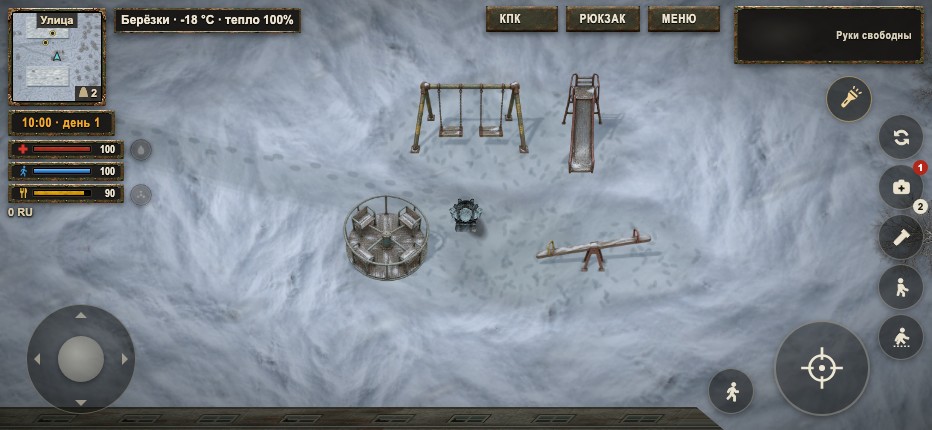 Улица
Берёзки · -18 °C · тепло 100%
КПК
РЮКЗАК
МЕНЮ
Руки свободны
2
10:00 · день 1
100
100
90
0 RU
1
2